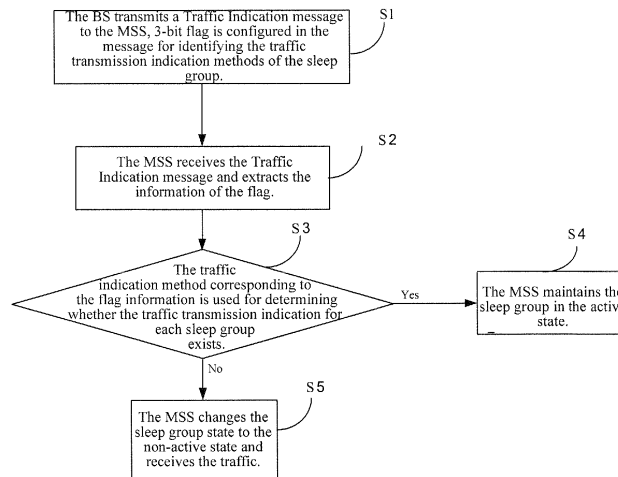 The BS transmits a Traffic Indication message
to the MSS, 3-bit flag is configured in the
message for identifying the traffic
transmission indication methods of the sleep
group.
S1
S2
The MSS receives the Traffic
Indication message and extracts the
information of the flag.
S3
The traffic
indication method corresponding to
the flag information is used for determining
whether the traffic transmission indication for
each sleep group
exists.
Yes
S4
The MSS maintains the
sleep group in the active
state.
No
S5
The MSS changes the
sleep group state to the
non-active state and
receives the traffic.